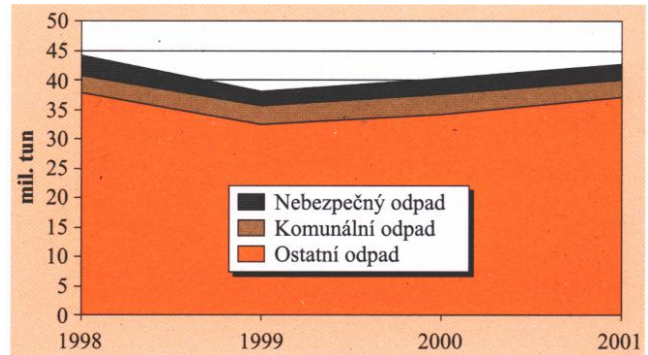 50
45
40
35
30
25
20
15
10
5
0
mil. tun
Nebezpečný odpad
Komunální odpad
Ostatní odpad
1998 1999 2000 2001